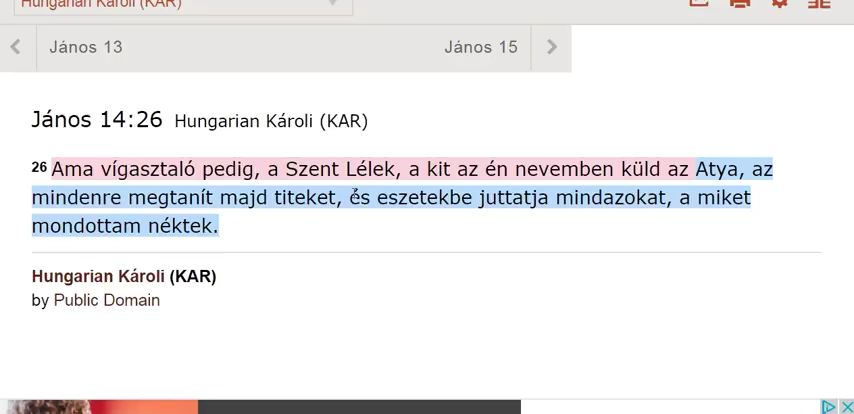 Hungarian Károli (KAR)
János 13
János 15
János 14:26 Hungarian Károli (KAR)
26 Ama vígasztaló pedig, a Szent Lélek, a kit az én nevemben küld az Atya, az
mindenre megtanít majd titeket, és eszetekbe juttatja mindazokat, a miket
mondottam néktek.
Hungarian Károli (KAR)
by Public Domain